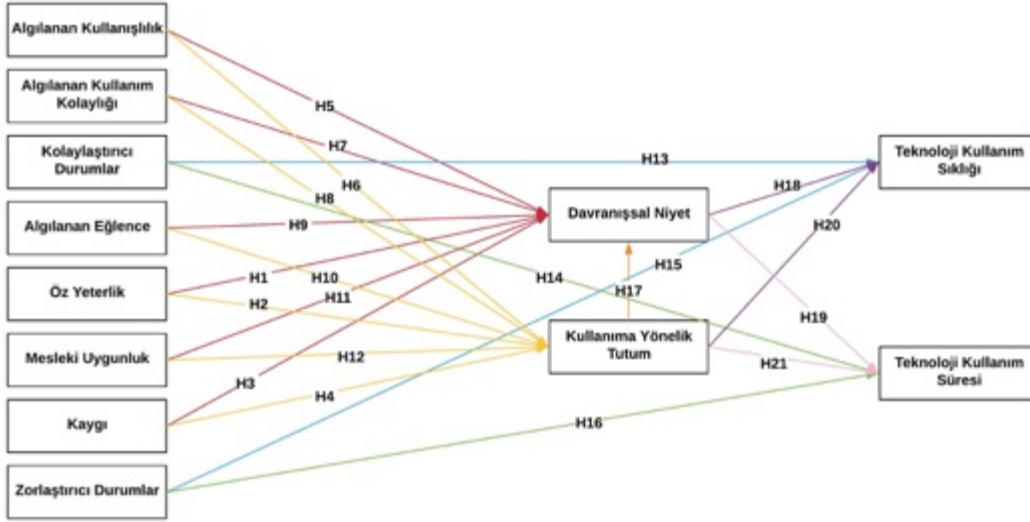 Algılanan Kullanışlılık
Algılanan Kullanım
Kolaylığı
Kolaylaştırıcı
Durumlar
Algılanan Eğlence
Öz Yeterlik
Mesleki Uygunluk
Kaygı
Zorlaştırıcı Durumlar
H5
H7
H6
H8
H9
H1
H10
H2
H11
H12
H3
H4
H13
H14
H15
H16
H17
Davranışsal Niyet
Kullanıma Yönelik
Tutum
H18
H20
H19
H21
Teknoloji Kullanım
Sıklığı
Teknoloji Kullanım
Süresi